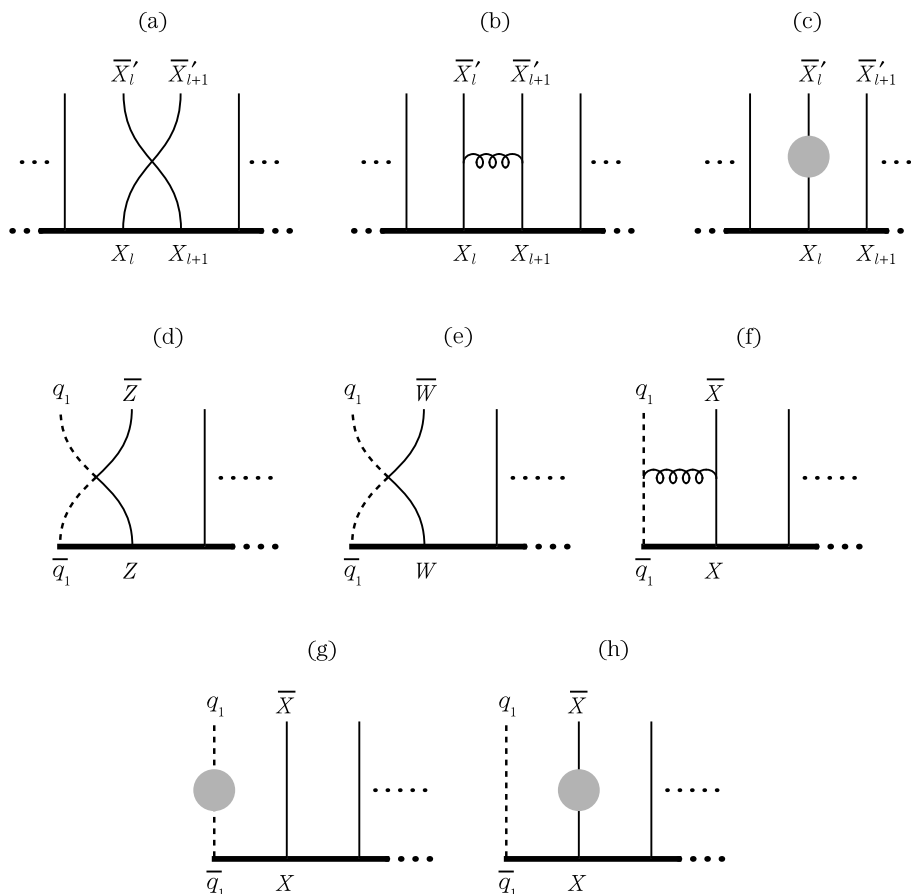 (a) (b) (c)
X̅ₗ′ X̅ₗ₊₁′ X̅ₗ′ X̅ₗ₊₁′ X̅ₗ′ X̅ₗ₊₁′
Xₗ Xₗ₊₁ Xₗ Xₗ₊₁ Xₗ Xₗ₊₁
(d) (e) (f)
q₁ Z̅ q₁ W̅ q₁ X̅
q̅₁ Z q̅₁ W q̅₁ X
(g) (h)
q₁ X̅ q₁ X̅
q̅₁ X q̅₁ X